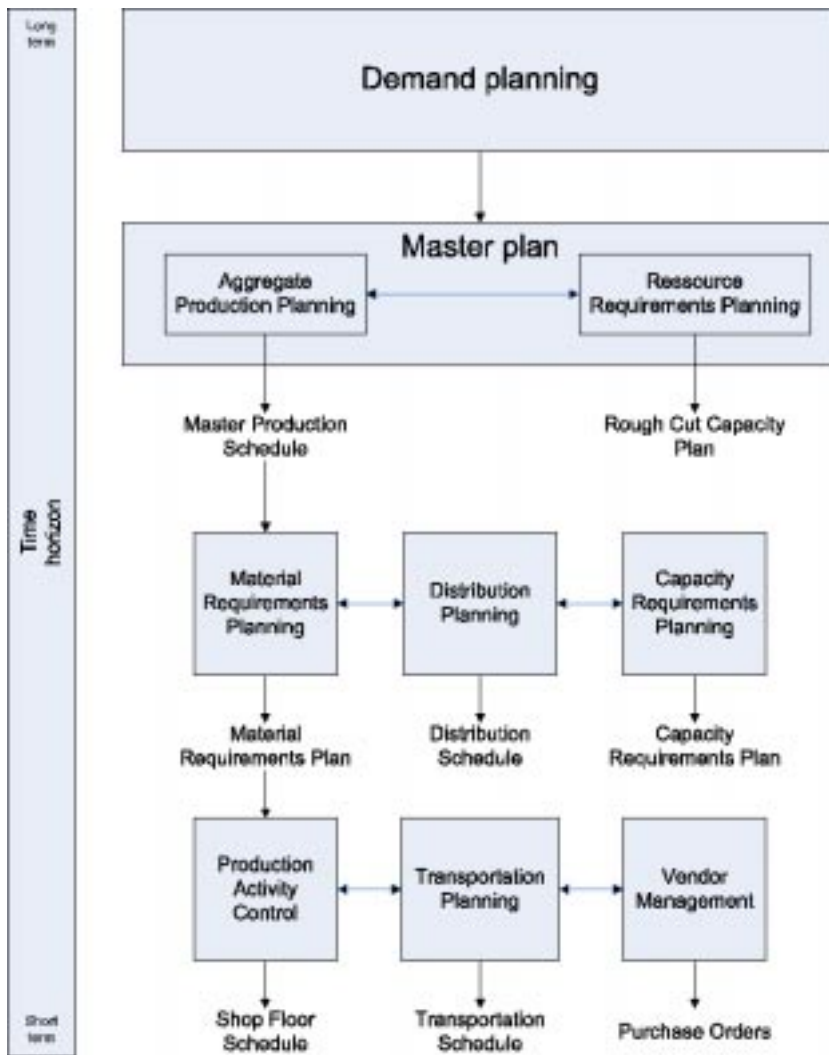 Long
term
Demand planning
Master plan
Aggregate
Production Planning
Ressource
Requirements Planning
Master Production
Schedule
Rough Cut Capacity
Plan
Time
horizon
Material
Requirements
Planning
Distribution
Planning
Capacity
Requirements
Planning
Material
Requirements Plan
Distribution
Schedule
Capacity
Requirements Plan
Production
Activity
Control
Transportation
Planning
Vendor
Management
Short
term
Shop Floor
Schedule
Transportation
Schedule
Purchase Orders